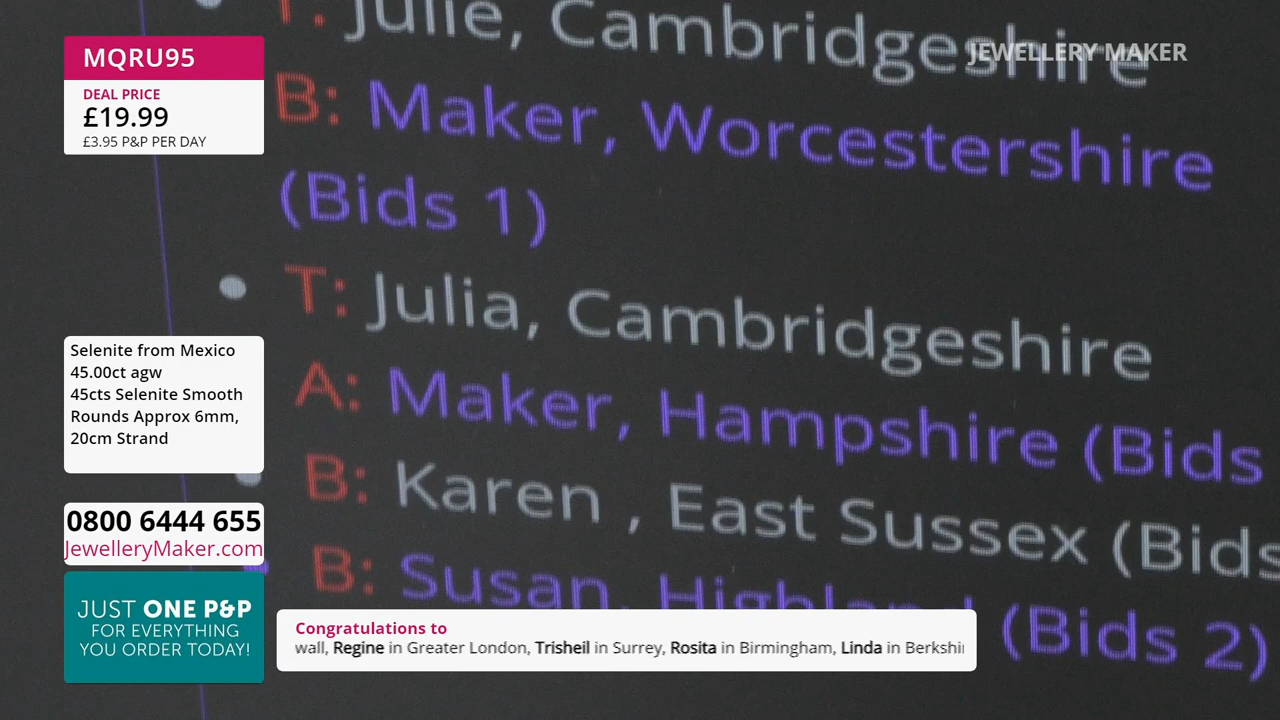 MQRU95
DEAL PRICE
£19.99
£3.95 P&P PER DAY
JEWELLERY MAKER
T: Julie, Cambridgeshire
B: Maker, Worcestershire
(Bids 1)
T: Julia, Cambridgeshire
A: Maker, Hampshire (Bids
B: Karen , East Sussex (Bids
B: Susan, Highland (Bids 2)
Selenite from Mexico
45.00ct agw
45cts Selenite Smooth
Rounds Approx 6mm,
20cm Strand
0800 6444 655
JewelleryMaker.com
JUST ONE P&P
FOR EVERYTHING
YOU ORDER TODAY!
Congratulations to
wall, Regine in Greater London, Trisheil in Surrey, Rosita in Birmingham, Linda in Berkshi